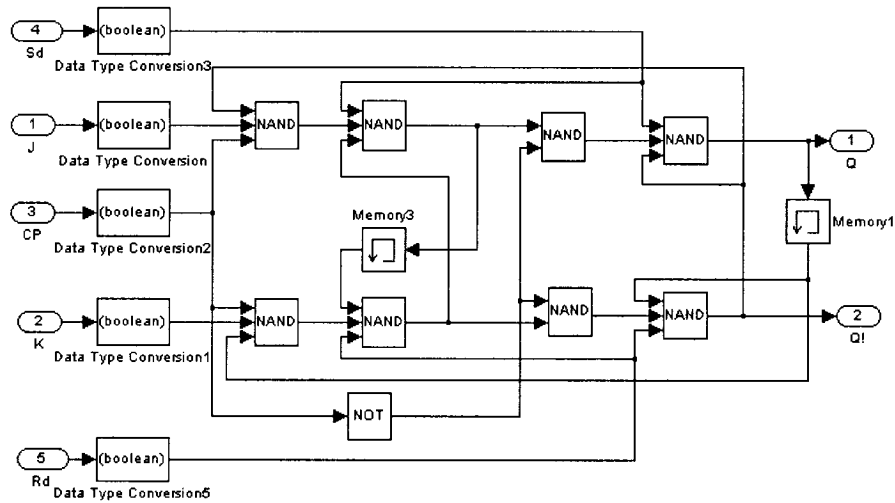 4
(boolean)
Sd
Data Type Conversion3
1
(boolean)
NAND
NAND
NAND
NAND
1
J
Data Type Conversion
Q
3
(boolean)
Memory3
Memory1
CP
Data Type Conversion2
2
(boolean)
NAND
NAND
NAND
NAND
2
K
Data Type Conversion1
Q!
NOT
5
(boolean)
Rd
Data Type Conversion5